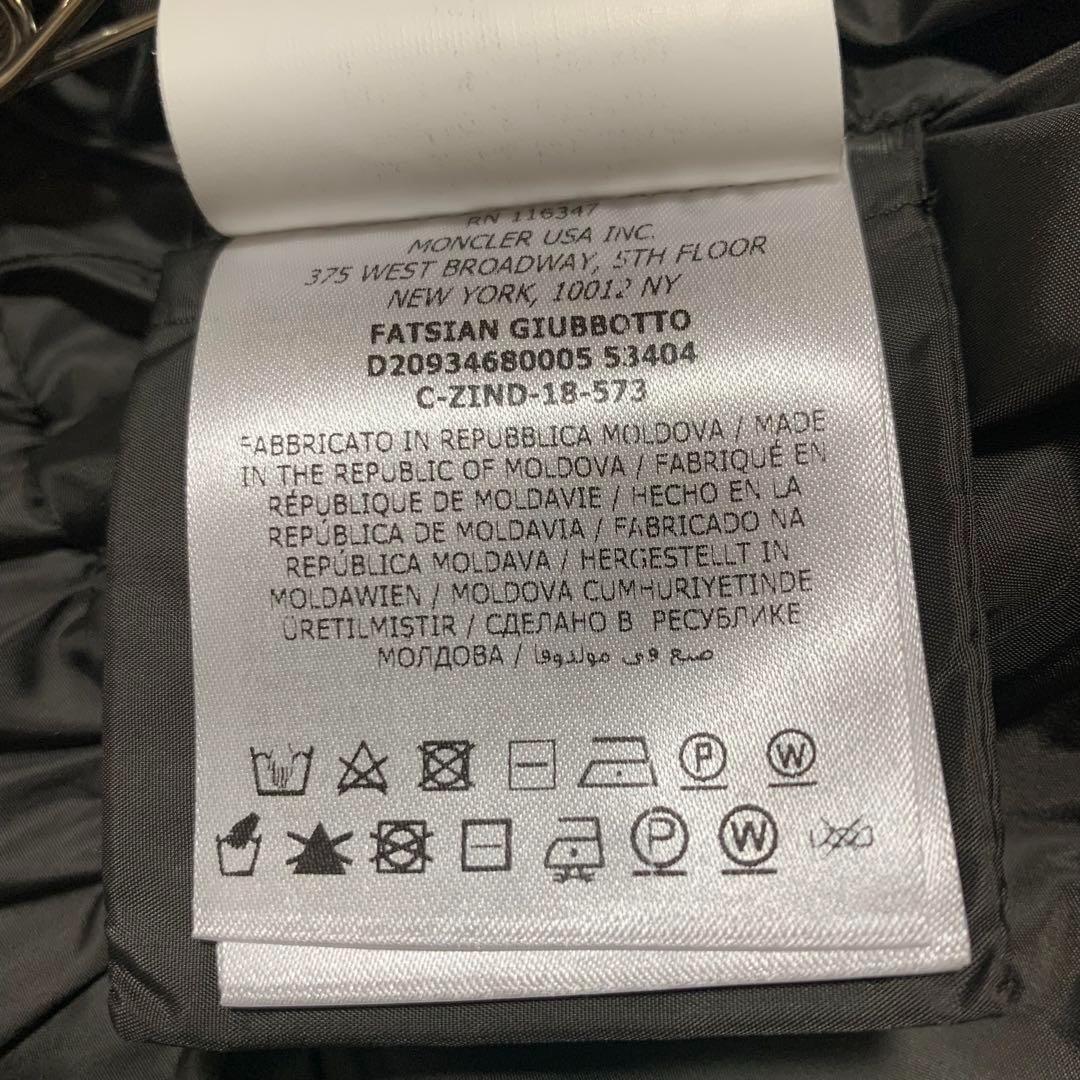 RN 116347
MONCLER USA INC.
375 WEST BROADWAY, 5TH FLOOR
NEW YORK, 10012 NY
FATSIAN GIUBBOTTO
D20934680005 53404
C-ZIND-18-573
FABBRICATO IN REPUBBLICA MOLDOVA / MADE
IN THE REPUBLIC OF MOLDOVA / FABRIQUÉ EN
RÉPUBLIQUE DE MOLDAVIE / HECHO EN LA
REPÚBLICA DE MOLDAVIA / FABRICADO NA
REPÚBLICA MOLDAVA / HERGESTELLT IN
MOLDAWIEN / MOLDOVA CUMHURIYETINDE
ÜRETILMIŞTIR / СДЕЛАНО В РЕСПУБЛИКЕ
МОЛДОВА / صنع في مولدوفا
P W
P W